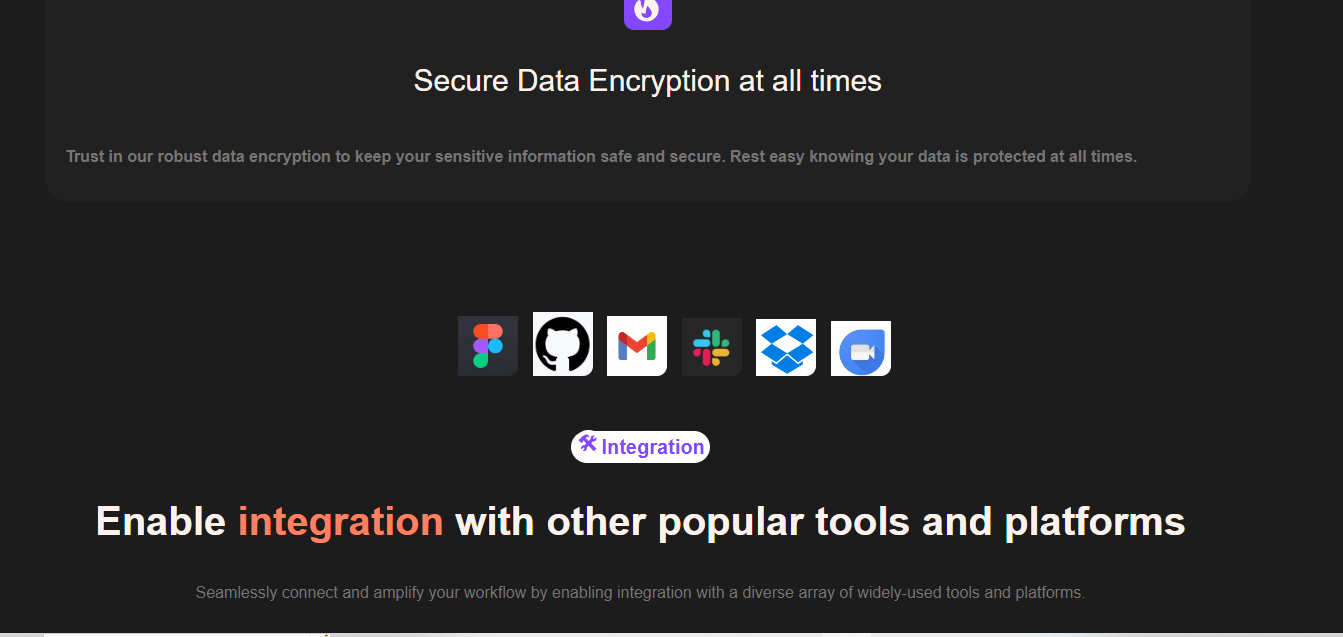 Secure Data Encryption at all times
Trust in our robust data encryption to keep your sensitive information safe and secure. Rest easy knowing your data is protected at all times.
Integration
Enable integration with other popular tools and platforms
Seamlessly connect and amplify your workflow by enabling integration with a diverse array of widely-used tools and platforms.